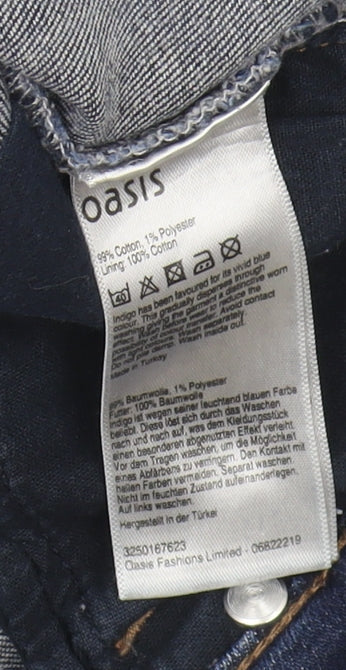 oasis
99% Cotton, 1% Polyester
Lining: 100% Cotton
40
Indigo has been favoured for its vivid blue
colour. This gradually disperses through
washing giving the garment a distinctive worn
effect. Wash before wear to reduce the
possibility of colour transfer. Avoid contact
with light colours. Wash separately.
Do not pile damp. Wash inside out.
Made in Turkey
99% Baumwolle, 1% Polyester
Futter: 100% Baumwolle
Indigo ist wegen seiner leuchtend blauen Farbe
beliebt. Diese löst sich durch das Waschen
nach und nach auf, was dem Kleidungsstück
einen besonderen abgenutzten Effekt verleiht.
Vor dem Tragen waschen, um die Möglichkeit
eines Abfärbens zu verringern. Den Kontakt mit
hellen Farben vermeiden. Separat waschen.
Nicht im feuchten Zustand aufeinanderlegen.
Auf links waschen.
Hergestellt in der Türkei
3250167623
Oasis Fashions Limited - 06822219